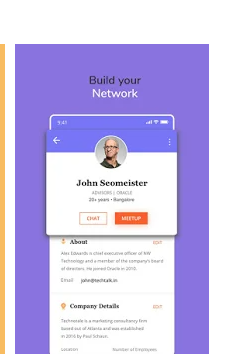 Build your
Network
9:41
John Seomeister
ADVISORS | ORACLE
20+ years • Bangalore
CHAT
MEETUP
About
EDIT
Alex Edwards is chief executive officer of NW
Technology and a member of the company's board
of directors. He joined Oracle in 2010.
Email john@techtalk.in
Company Details
EDIT
Techmeals is a marketing consultancy firm
based out of Atlanta and was established
in 2016 by Paul Schaun.
Location Number of Employees